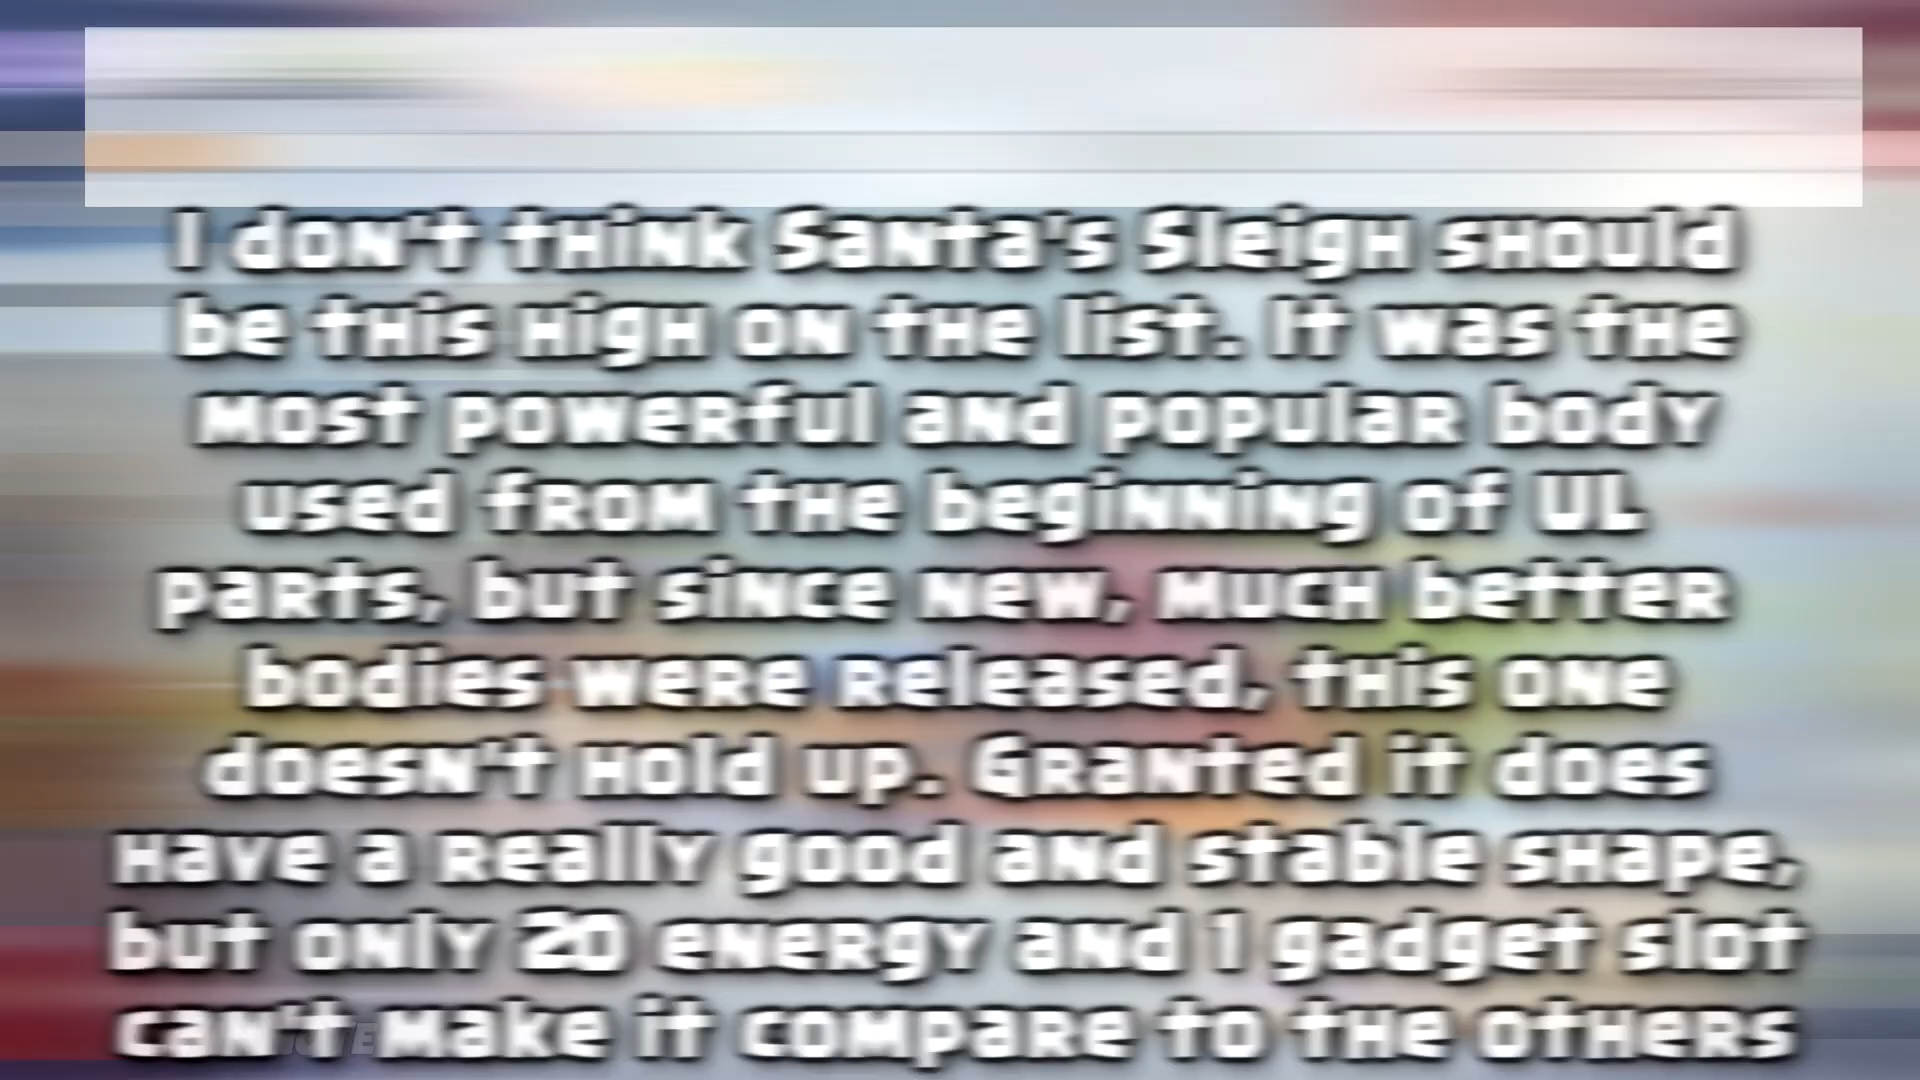 I don't think Santa's Sleigh should
be this high on the list. It was the
most powerful and popular body
used from the beginning of UL
parts, but since new, much better
bodies were released, this one
doesn't hold up. Granted it does
have a really good and stable shape,
but only 20 energy and 1 gadget slot
can't make it compare to the others